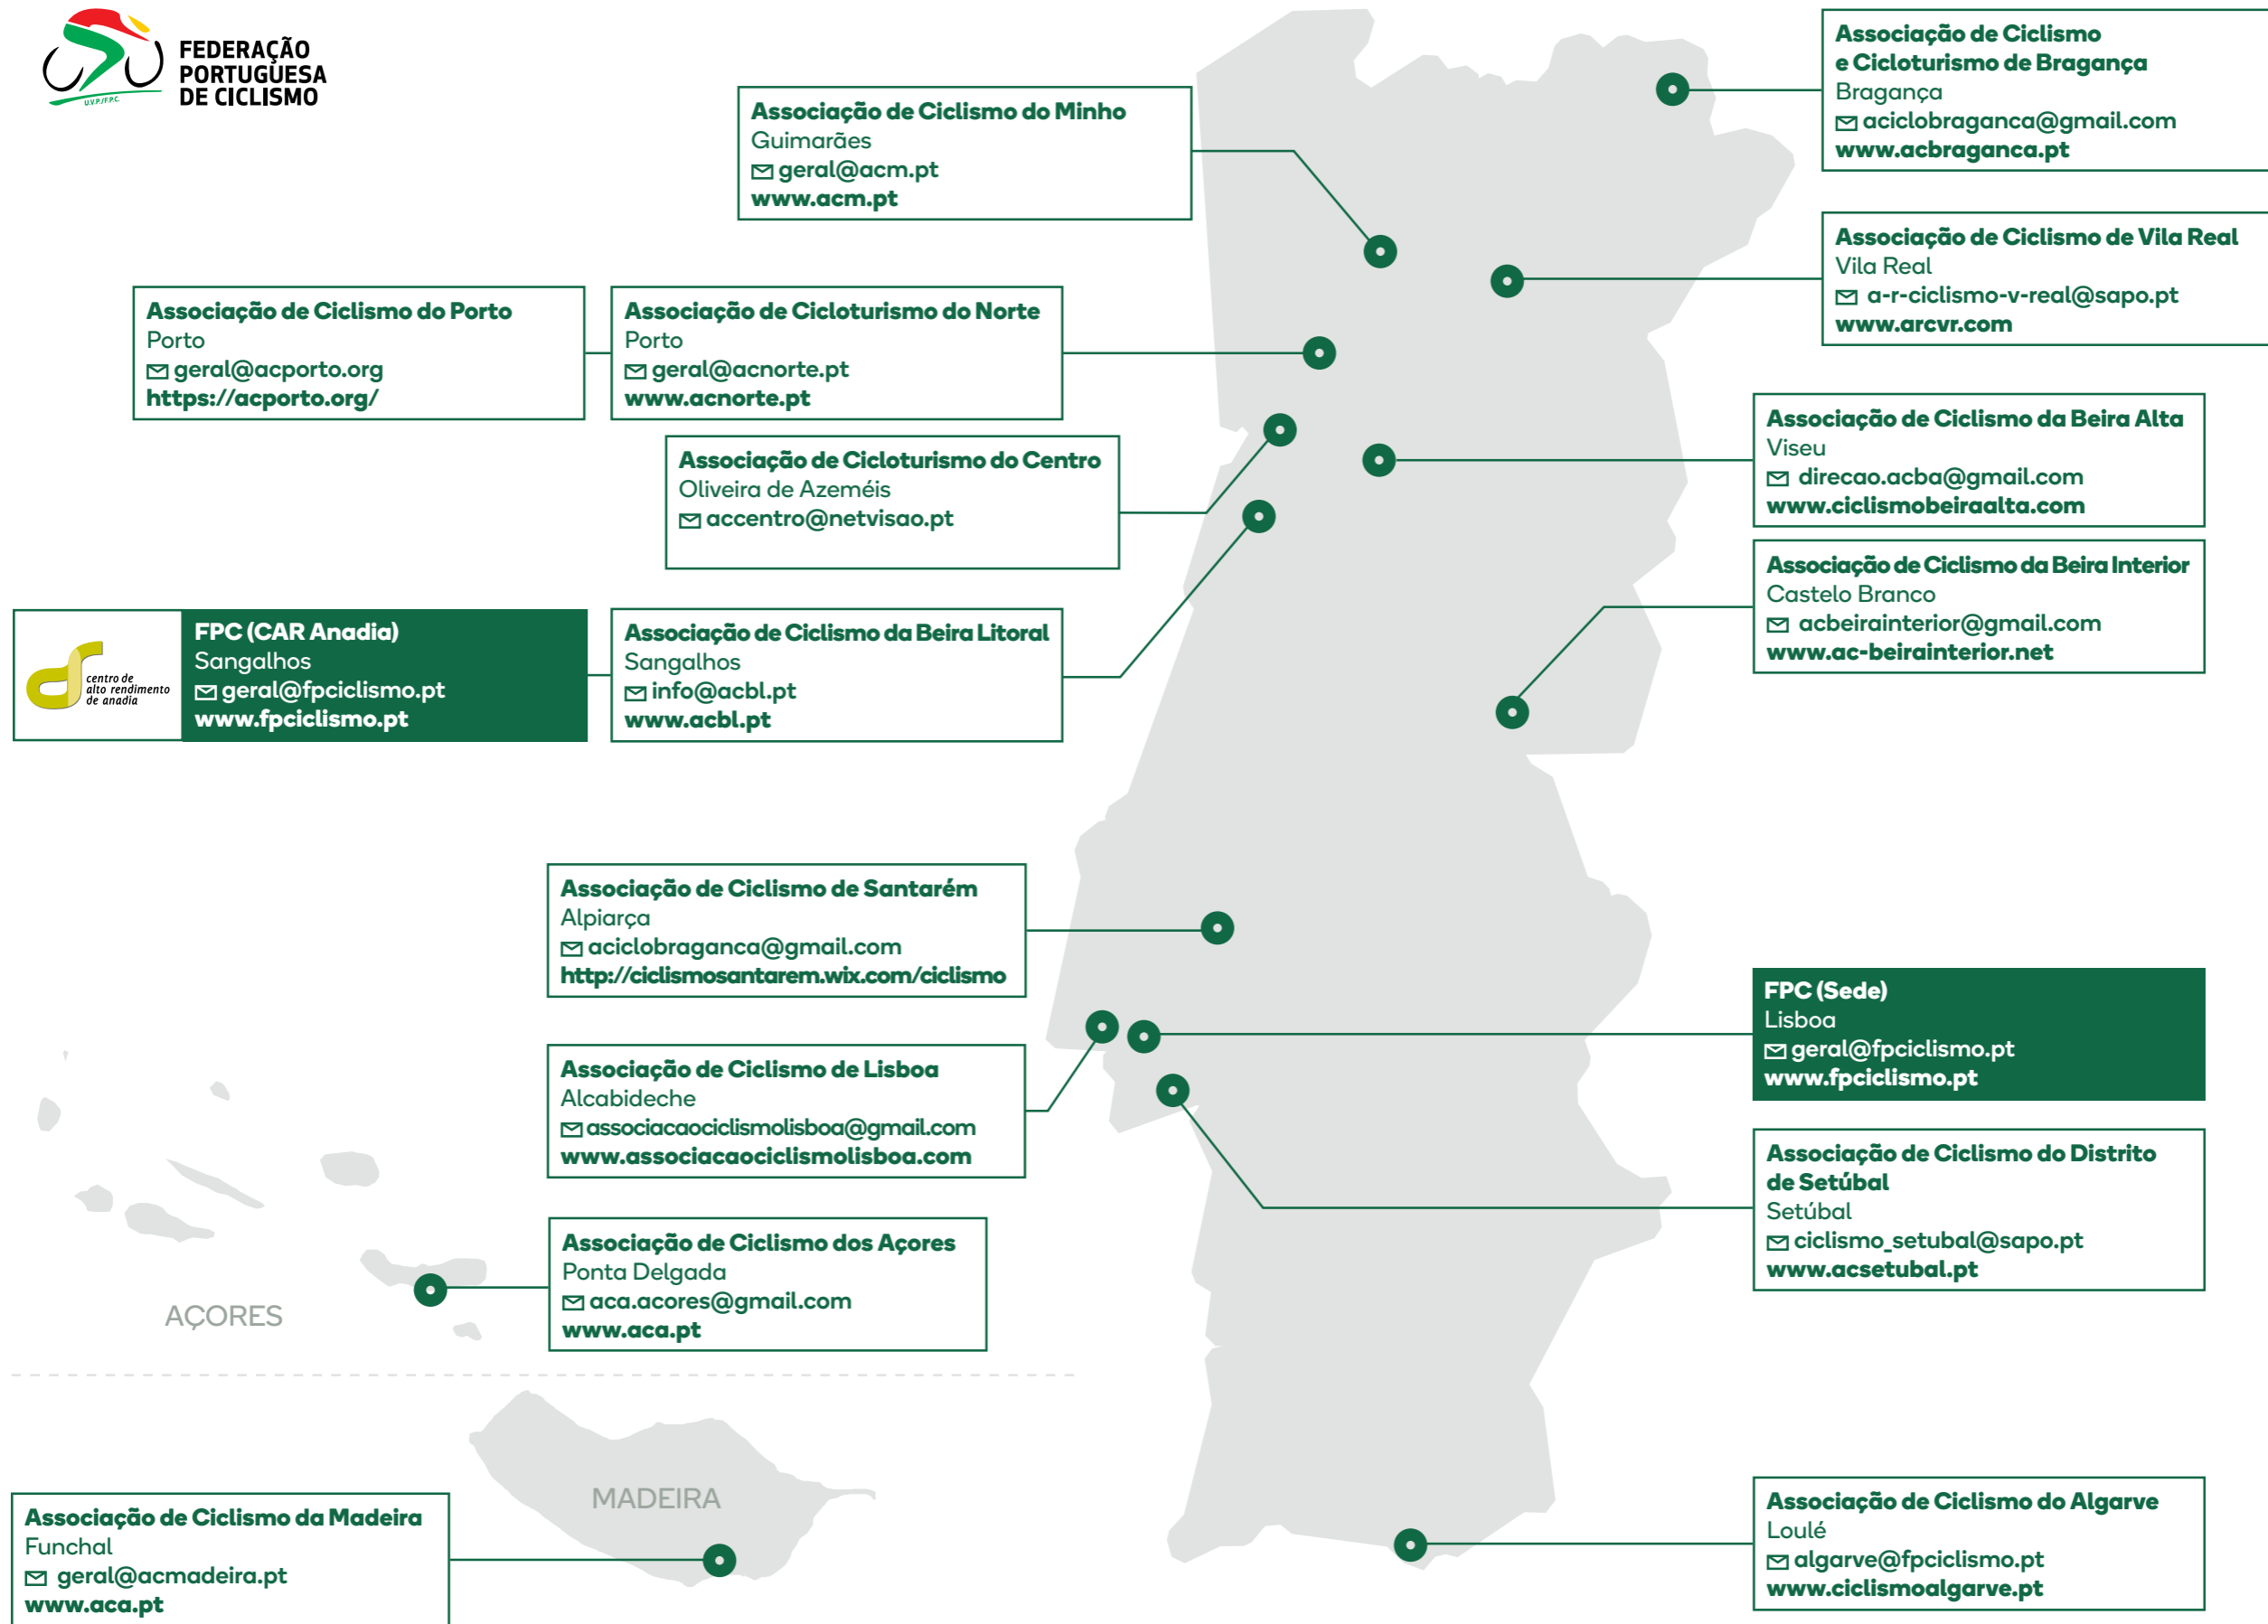 FEDERAÇÃO
PORTUGUESA
DE CICLISMO
U.V.P./F.P.C.
Associação de Ciclismo
e Cicloturismo de Bragança
Bragança
aciclobraganca@gmail.com
www.acbraganca.pt
Associação de Ciclismo do Minho
Guimarães
geral@acm.pt
www.acm.pt
Associação de Ciclismo de Vila Real
Vila Real
a-r-ciclismo-v-real@sapo.pt
www.arcvr.com
Associação de Ciclismo do Porto
Porto
geral@acporto.org
https://acporto.org/
Associação de Cicloturismo do Norte
Porto
geral@acnorte.pt
www.acnorte.pt
Associação de Ciclismo da Beira Alta
Viseu
direcao.acba@gmail.com
www.ciclismobeiraalta.com
Associação de Cicloturismo do Centro
Oliveira de Azeméis
accentro@netvisao.pt
Associação de Ciclismo da Beira Interior
Castelo Branco
acbeirainterior@gmail.com
www.ac-beirainterior.net
centro de
alto rendimento
de anadia
FPC (CAR Anadia)
Sangalhos
geral@fpciclismo.pt
www.fpciclismo.pt
Associação de Ciclismo da Beira Litoral
Sangalhos
info@acbl.pt
www.acbl.pt
Associação de Ciclismo de Santarém
Alpiarça
aciclobraganca@gmail.com
http://ciclismosantarem.wix.com/ciclismo
FPC (Sede)
Lisboa
geral@fpciclismo.pt
www.fpciclismo.pt
Associação de Ciclismo de Lisboa
Alcabideche
associacaociclismolisboa@gmail.com
www.associacaociclismolisboa.com
Associação de Ciclismo do Distrito
de Setúbal
Setúbal
ciclismo_setubal@sapo.pt
www.acsetubal.pt
Associação de Ciclismo dos Açores
Ponta Delgada
aca.acores@gmail.com
www.aca.pt
AÇORES
MADEIRA
Associação de Ciclismo da Madeira
Funchal
geral@acmadeira.pt
www.aca.pt
Associação de Ciclismo do Algarve
Loulé
algarve@fpciclismo.pt
www.ciclismoalgarve.pt